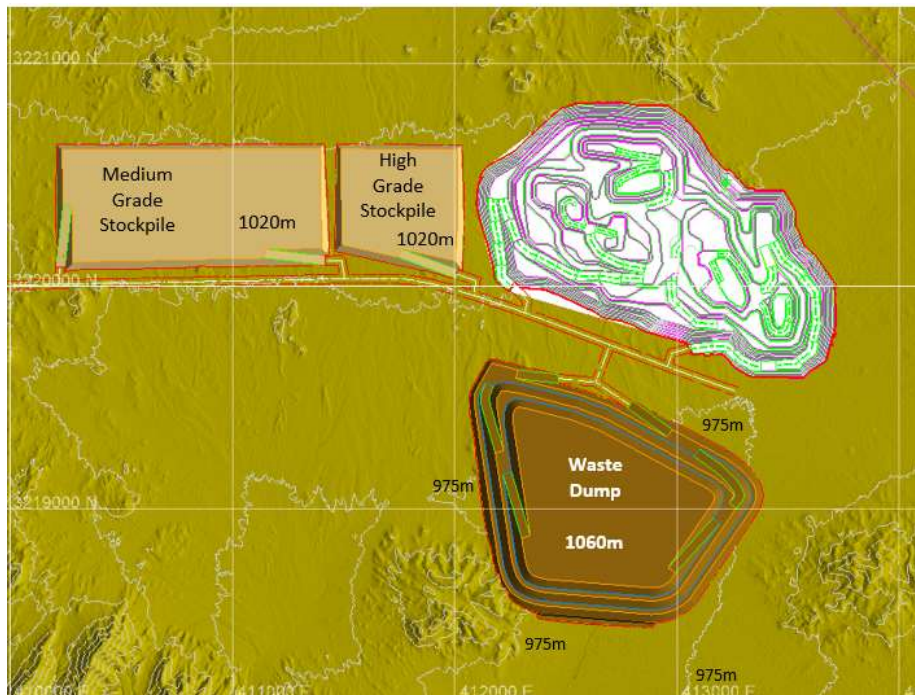 3221000 N
Medium
Grade
Stockpile
1020m
High
Grade
Stockpile
1020m
3220000 N
975m
Waste
Dump
1060m
975m
3219000 N
975m
975m
411000 E
412000 E
413000 E